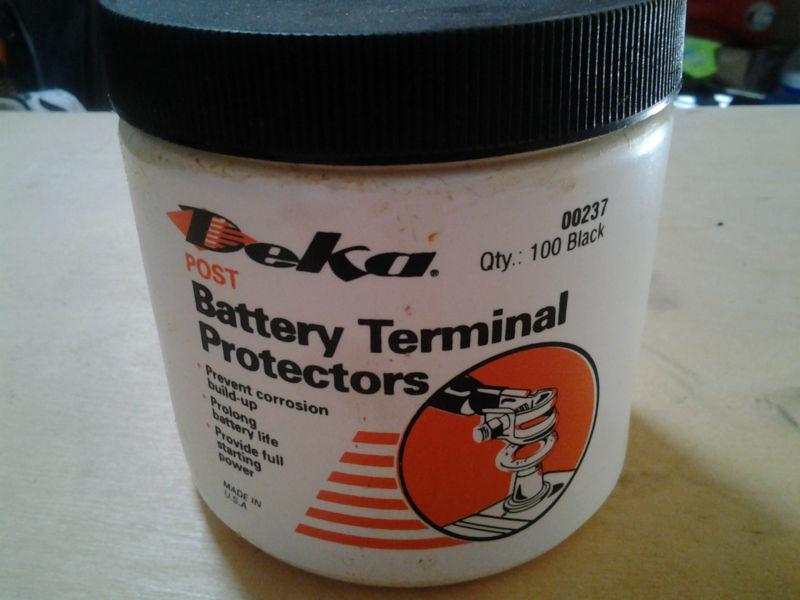 Deka®
00237
Qty.: 100 Black
POST
Battery Terminal
Protectors
• Prevent corrosion
build-up
• Prolong
battery life
• Provide full
starting
power
MADE IN
U.S.A